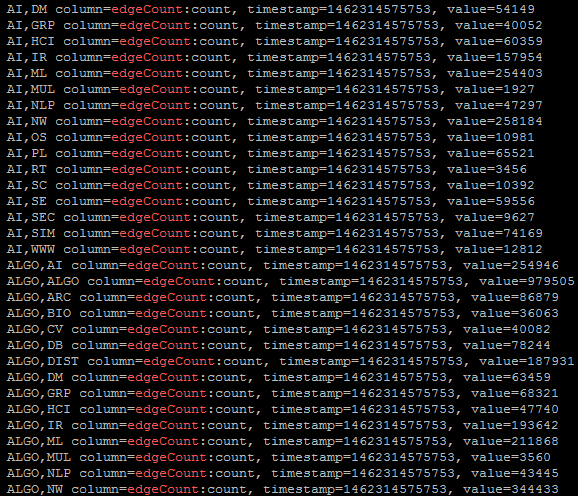 AI,DM column=edgeCount:count, timestamp=1462314575753, value=54149
AI,GRP column=edgeCount:count, timestamp=1462314575753, value=40052
AI,HCI column=edgeCount:count, timestamp=1462314575753, value=60359
AI,IR column=edgeCount:count, timestamp=1462314575753, value=157954
AI,ML column=edgeCount:count, timestamp=1462314575753, value=254403
AI,MUL column=edgeCount:count, timestamp=1462314575753, value=1927
AI,NLP column=edgeCount:count, timestamp=1462314575753, value=47297
AI,NW column=edgeCount:count, timestamp=1462314575753, value=258184
AI,OS column=edgeCount:count, timestamp=1462314575753, value=10981
AI,PL column=edgeCount:count, timestamp=1462314575753, value=65521
AI,RT column=edgeCount:count, timestamp=1462314575753, value=3456
AI,SC column=edgeCount:count, timestamp=1462314575753, value=10392
AI,SE column=edgeCount:count, timestamp=1462314575753, value=59556
AI,SEC column=edgeCount:count, timestamp=1462314575753, value=9627
AI,SIM column=edgeCount:count, timestamp=1462314575753, value=74169
AI,WWW column=edgeCount:count, timestamp=1462314575753, value=12812
ALGO,AI column=edgeCount:count, timestamp=1462314575753, value=254946
ALGO,ALGO column=edgeCount:count, timestamp=1462314575753, value=979505
ALGO,ARC column=edgeCount:count, timestamp=1462314575753, value=86879
ALGO,BIO column=edgeCount:count, timestamp=1462314575753, value=36063
ALGO,CV column=edgeCount:count, timestamp=1462314575753, value=40082
ALGO,DB column=edgeCount:count, timestamp=1462314575753, value=78244
ALGO,DIST column=edgeCount:count, timestamp=1462314575753, value=187931
ALGO,DM column=edgeCount:count, timestamp=1462314575753, value=63459
ALGO,GRP column=edgeCount:count, timestamp=1462314575753, value=68321
ALGO,HCI column=edgeCount:count, timestamp=1462314575753, value=47740
ALGO,IR column=edgeCount:count, timestamp=1462314575753, value=193642
ALGO,ML column=edgeCount:count, timestamp=1462314575753, value=211868
ALGO,MUL column=edgeCount:count, timestamp=1462314575753, value=3560
ALGO,NLP column=edgeCount:count, timestamp=1462314575753, value=43445
ALGO,NW column=edgeCount:count, timestamp=1462314575753, value=344433